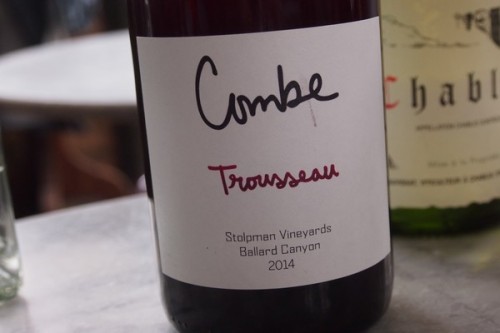 Combe
Trousseau
Stolpman Vineyards
Ballard Canyon
2014
Chabl